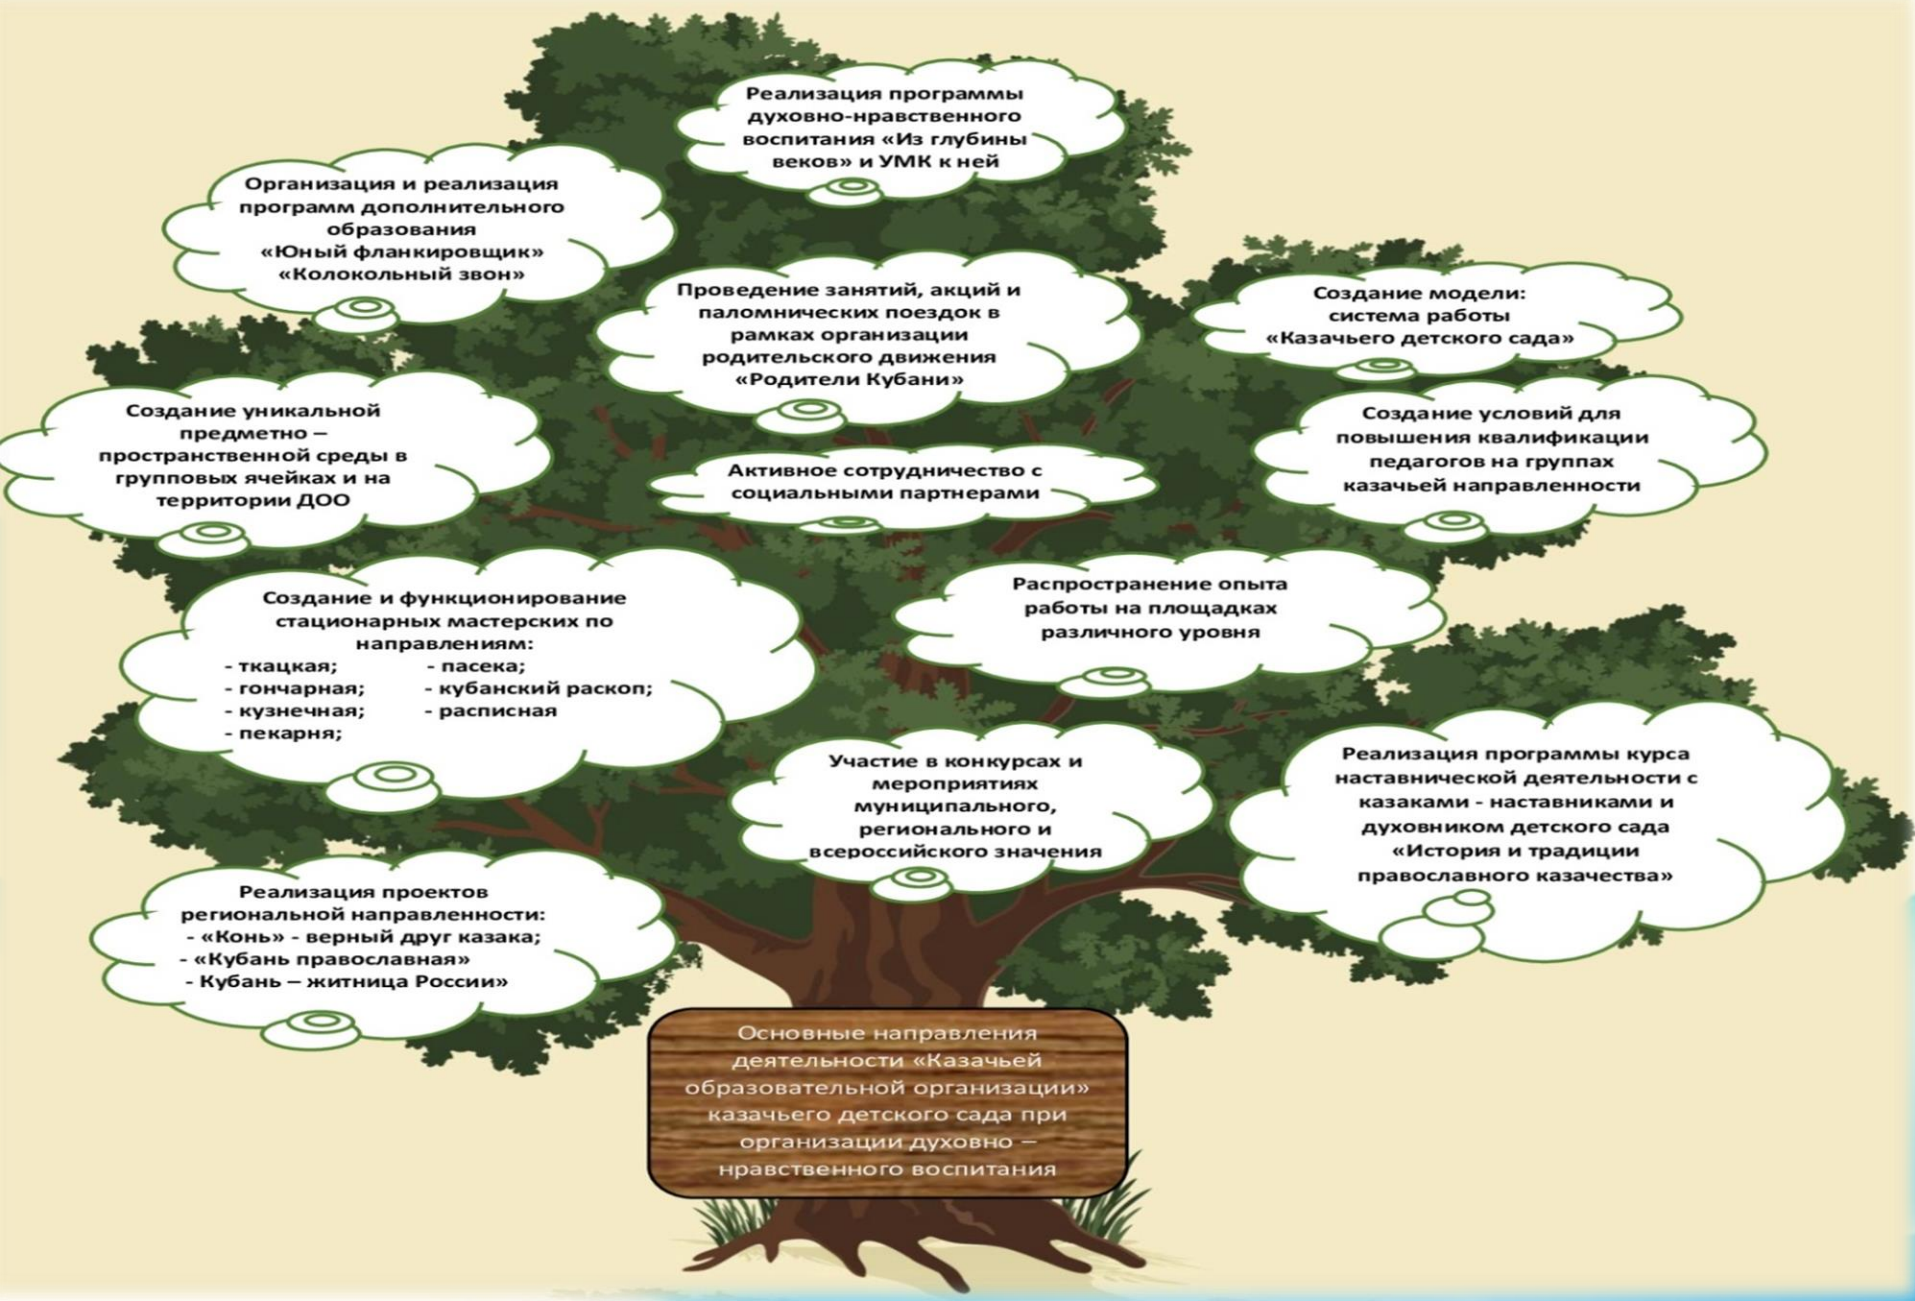 Реализация программы
духовно-нравственного
воспитания «Из глубины
веков» и УМК к ней
Организация и реализация
программ дополнительного
образования
«Юный фланкировщик»
«Колокольный звон»
Проведение занятий, акций и
паломнических поездок в
рамках организации
родительского движения
«Родители Кубани»
Создание модели:
система работы
«Казачьего детского сада»
Создание уникальной
предметно –
пространственной среды в
групповых ячейках и на
территории ДОО
Активное сотрудничество с
социальными партнерами
Создание условий для
повышения квалификации
педагогов на группах
казачьей направленности
Создание и функционирование
стационарных мастерских по
направлениям:
- ткацкая; - пасека;
- гончарная; - кубанский раскоп;
- кузнечная; - расписная
- пекарня;
Распространение опыта
работы на площадках
различного уровня
Участие в конкурсах и
мероприятиях
муниципального,
регионального и
всероссийского значения
Реализация программы курса
наставнической деятельности с
казаками - наставниками и
духовником детского сада
«История и традиции
православного казачества»
Реализация проектов
региональной направленности:
- «Конь» - верный друг казака;
- «Кубань православная»
- Кубань – житница России»
Основные направления
деятельности «Казачьей
образовательной организации»
казачьего детского сада при
организации духовно –
нравственного воспитания